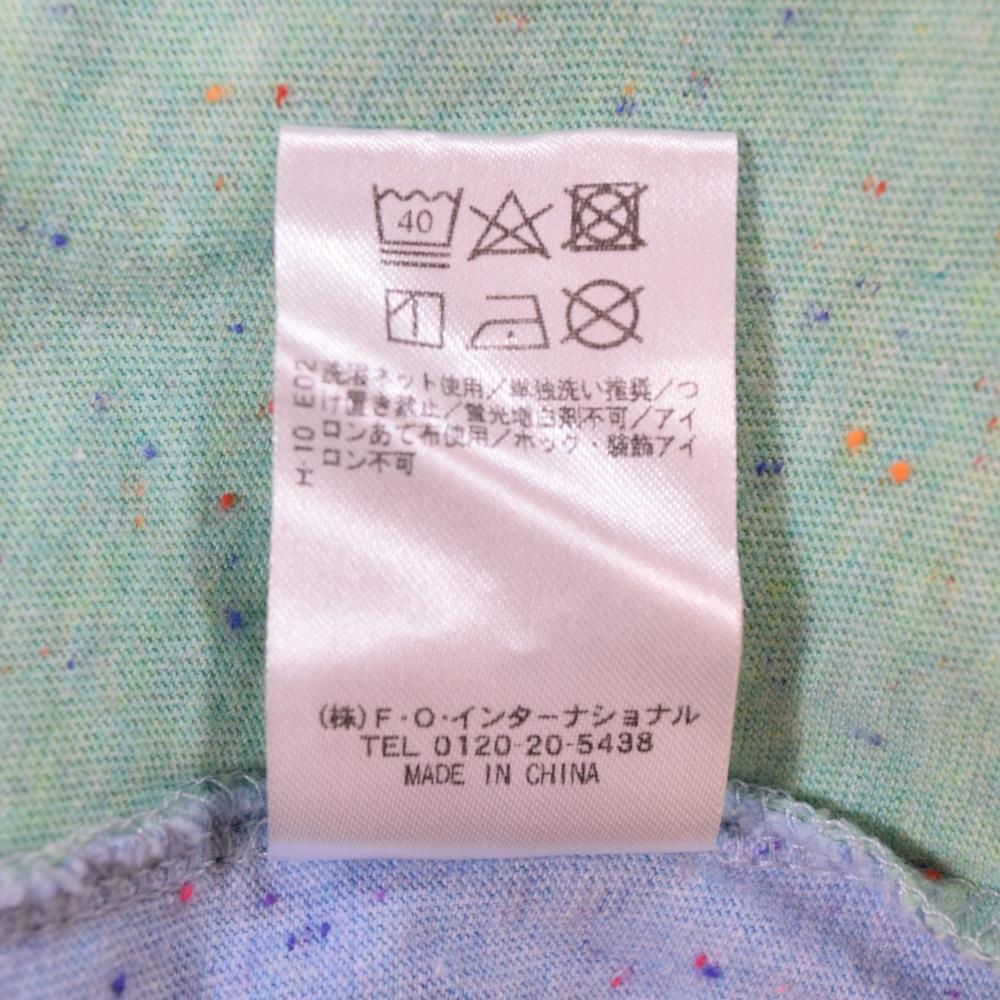 40
洗濯ネット使用/単独洗い推奨/つ
け置き禁止/蛍光増白剤不可/アイ
ロンあて布使用/ホック・装飾アイ
ロン不可
H-10 E02
(株)F・O・インターナショナル
TEL 0120-20-5438
MADE IN CHINA